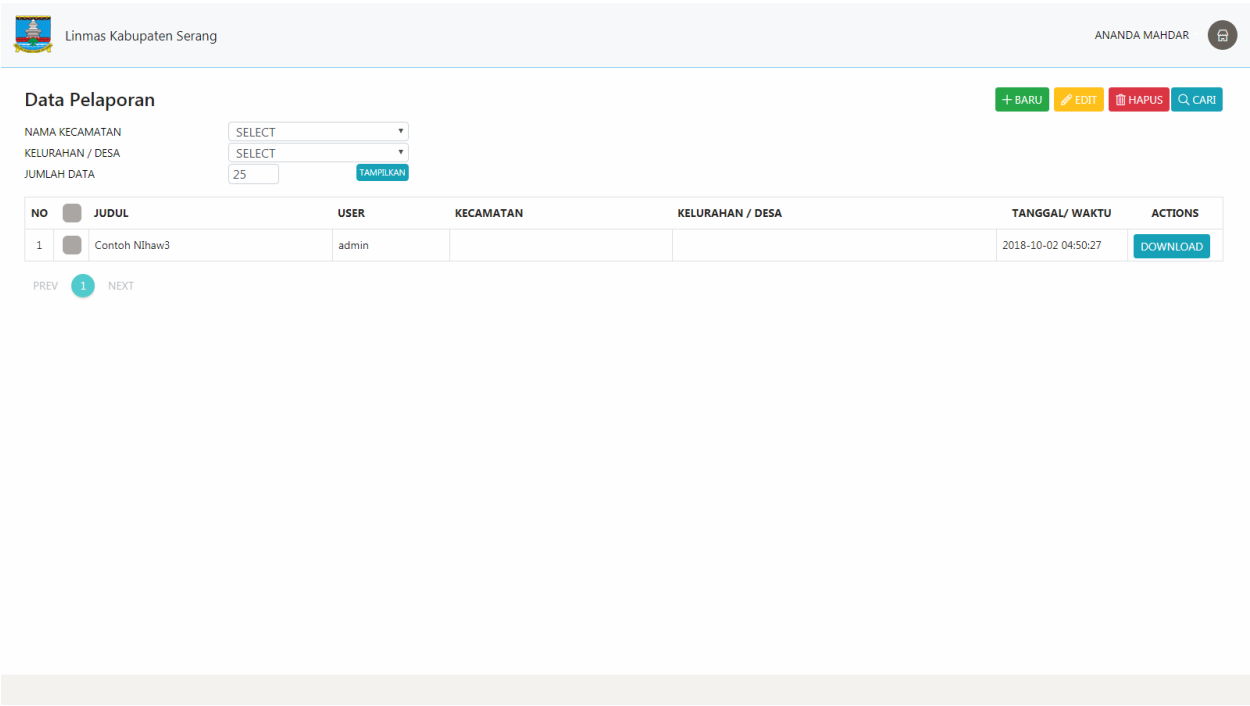 Linmas Kabupaten Serang
ANANDA MAHDAR
Data Pelaporan
BARU
EDIT
HAPUS
CARI
NAMA KECAMATAN SELECT
KELURAHAN / DESA SELECT
JUMLAH DATA 25 TAMPILKAN
NO JUDUL USER KECAMATAN KELURAHAN / DESA TANGGAL/ WAKTU ACTIONS
1 Contoh NIhaw3 admin 2018-10-02 04:50:27 DOWNLOAD
PREV 1 NEXT